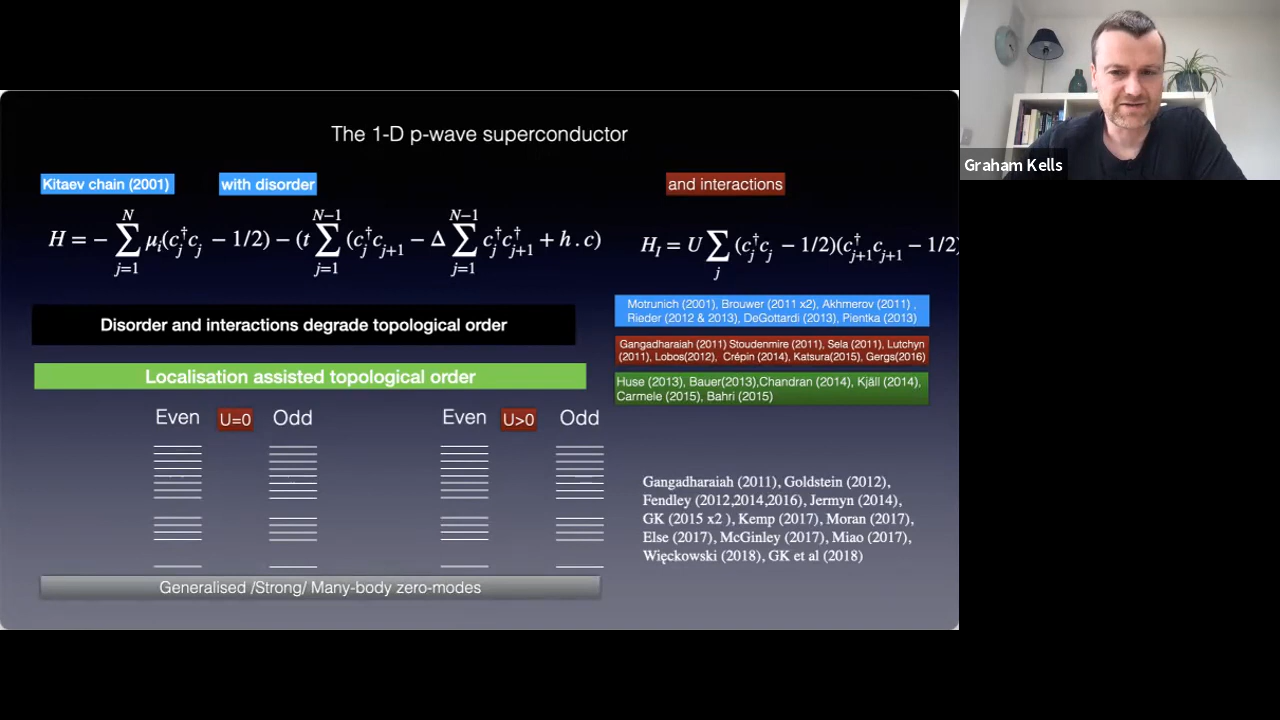 The 1-D p-wave superconductor
Kitaev chain (2001)
with disorder
and interactions
H = − ∑_{j=1}^{N} μ_i(c_j^† c_j − 1/2) − (t ∑_{j=1}^{N−1} (c_j^† c_{j+1} − Δ ∑_{j=1}^{N−1} c_j^† c_{j+1}^† + h . c)
H_I = U ∑_j (c_j^† c_j − 1/2)(c_{j+1}^† c_{j+1} − 1/2)
Disorder and interactions degrade topological order
Motrunich (2001), Brouwer (2011 x2), Akhmerov (2011) ,
Rieder (2012 & 2013), DeGottardi (2013), Pientka (2013)
Gangadharaiah (2011) Stoudenmire (2011), Sela (2011), Lutchyn
(2011), Lobos(2012), Crépin (2014), Katsura(2015), Gergs(2016)
Localisation assisted topological order
Huse (2013), Bauer(2013),Chandran (2014), Kjäll (2014),
Carmele (2015), Bahri (2015)
Even U=0 Odd
Even U>0 Odd
Gangadharaiah (2011), Goldstein (2012),
Fendley (2012,2014,2016), Jermyn (2014),
GK (2015 x2 ), Kemp (2017), Moran (2017),
Else (2017), McGinley (2017), Miao (2017),
Więckowski (2018), GK et al (2018)
Generalised /Strong/ Many-body zero-modes
Graham Kells